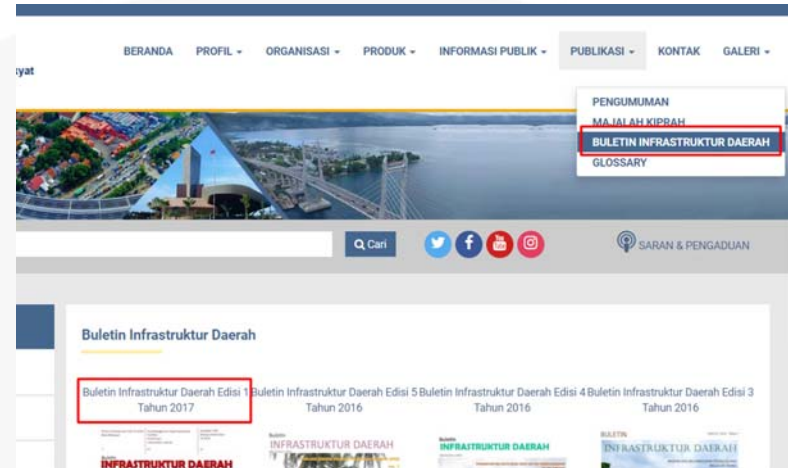 BERANDA PROFIL ORGANISASI PRODUK INFORMASI PUBLIK PUBLIKASI KONTAK GALERI
syat
PENGUMUMAN
MAJALAH KIPRAH
BULETIN INFRASTRUKTUR DAERAH
GLOSSARY
Cari
SARAN & PENGADUAN
Buletin Infrastruktur Daerah
Buletin Infrastruktur Daerah Edisi 1 Buletin Infrastruktur Daerah Edisi 5 Buletin Infrastruktur Daerah Edisi 4 Buletin Infrastruktur Daerah Edisi 3
Tahun 2017 Tahun 2016 Tahun 2016 Tahun 2016
INFRASTRUKTUR DAERAH
INFRASTRUKTUR DAERAH
INFRASTRUKTUR DAERAH
BULETIN
INFRASTRUKTUR DAERAH